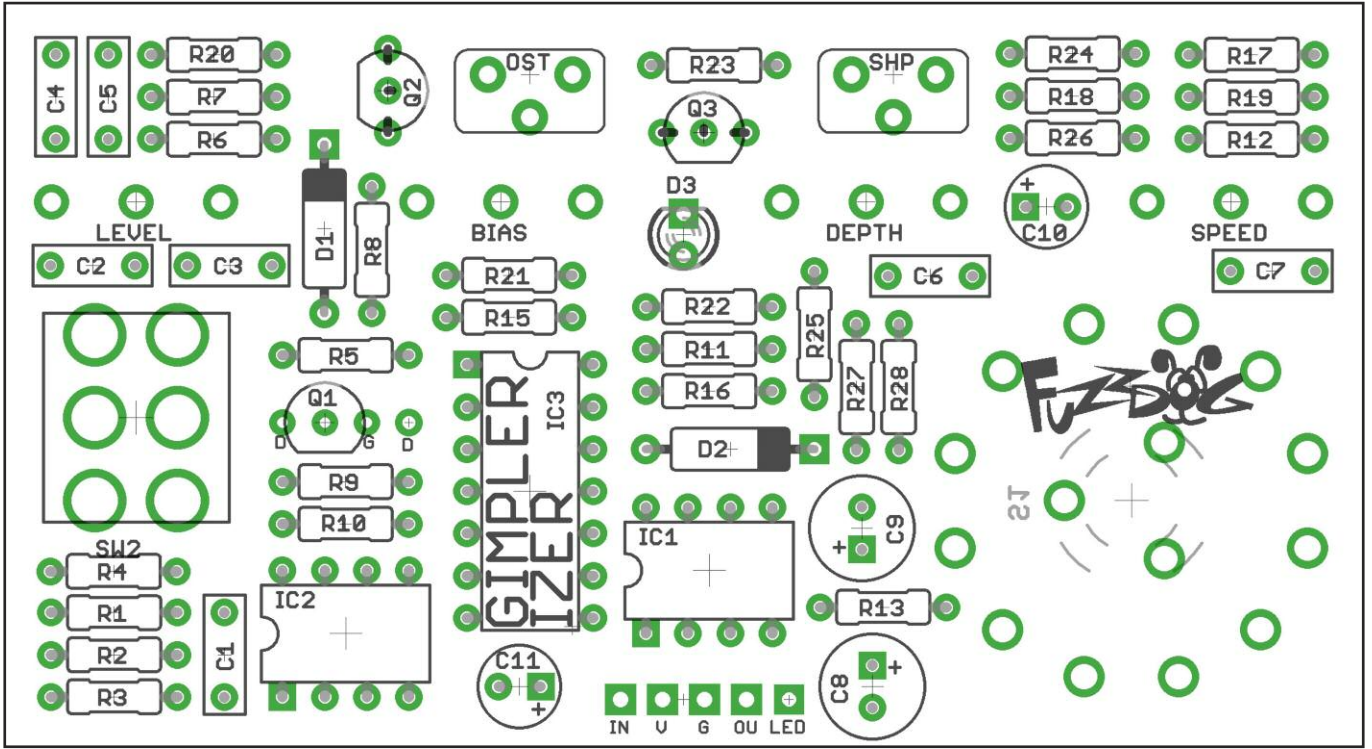 R20 OST R23 SHP R24 R17
C4 C5 R7 Q2 Q3 R18 R19
R6 R26 R12
D3 +
LEVEL D1 R8 BIAS DEPTH C10 SPEED
C2 C3 R21 C6 C7
R15 R22 R25
R5 R11 R27 R28 FuzzDog
Q1 IC3 R16
D G D D2
R9 GIMPLER
IZER
R10 IC1 + C9 S1
SW2
R4 IC2
R1 R13
R2 C1
R3 C11 + C8 +
IN V G OU LED